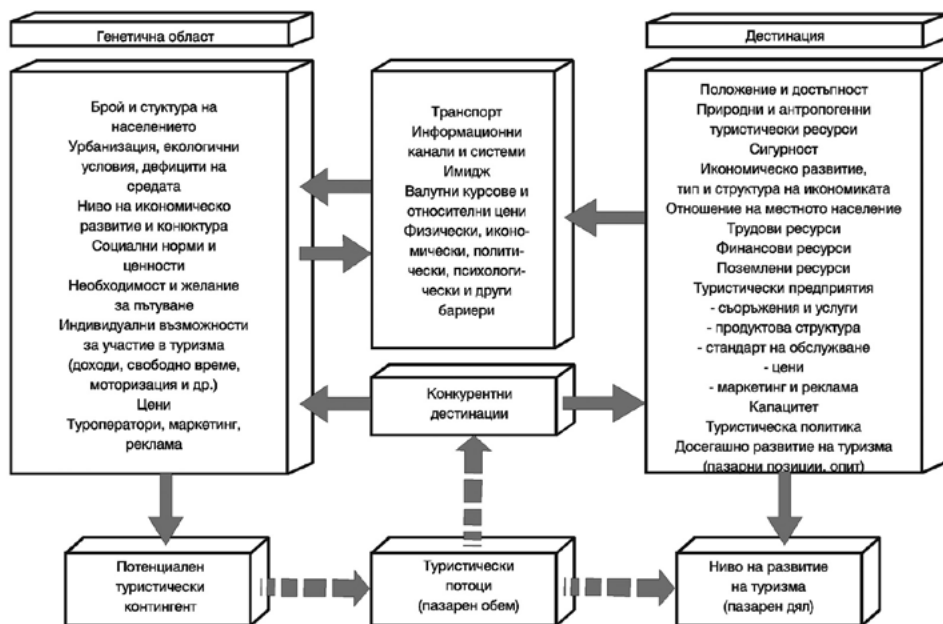 Генетична област
Дестинация
Брой и стуктура на
населението
Урбанизация, екологични
условия, дефицити на
средата
Ниво на икономическо
развитие и конюктура
Социални норми и
ценности
Необходимост и желание
за пътуване
Индивидуални възможности
за участие в туризма
(доходи, свободно време,
моторизация и др.)
Цени
Туроператори, маркетинг,
реклама
Транспорт
Информационни
канали и системи
Имидж
Валутни курсове и
относителни цени
Физически, иконо-
мически, полити-
чески, психологи-
чески и други
бариери
Конкурентни
дестинации
Положение и достъпност
Природни и антропогенни
туристически ресурси
Сигурност
Икономическо развитие,
тип и структура на икономиката
Отношение на местното население
Трудови ресурси
Финансови ресурси
Поземлени ресурси
Туристически предприятия
- съоръжения и услуги
- продуктова структура
- стандарт на обслужване
- цени
- маркетинг и реклама
Капацитет
Туристическа политика
Досегашно развитие на туризма
(пазарни позиции, опит)
Потенциален
туристически
контингент
Туристически
потоци
(пазарен обем)
Ниво на развитие
на туризма
(пазарен дял)